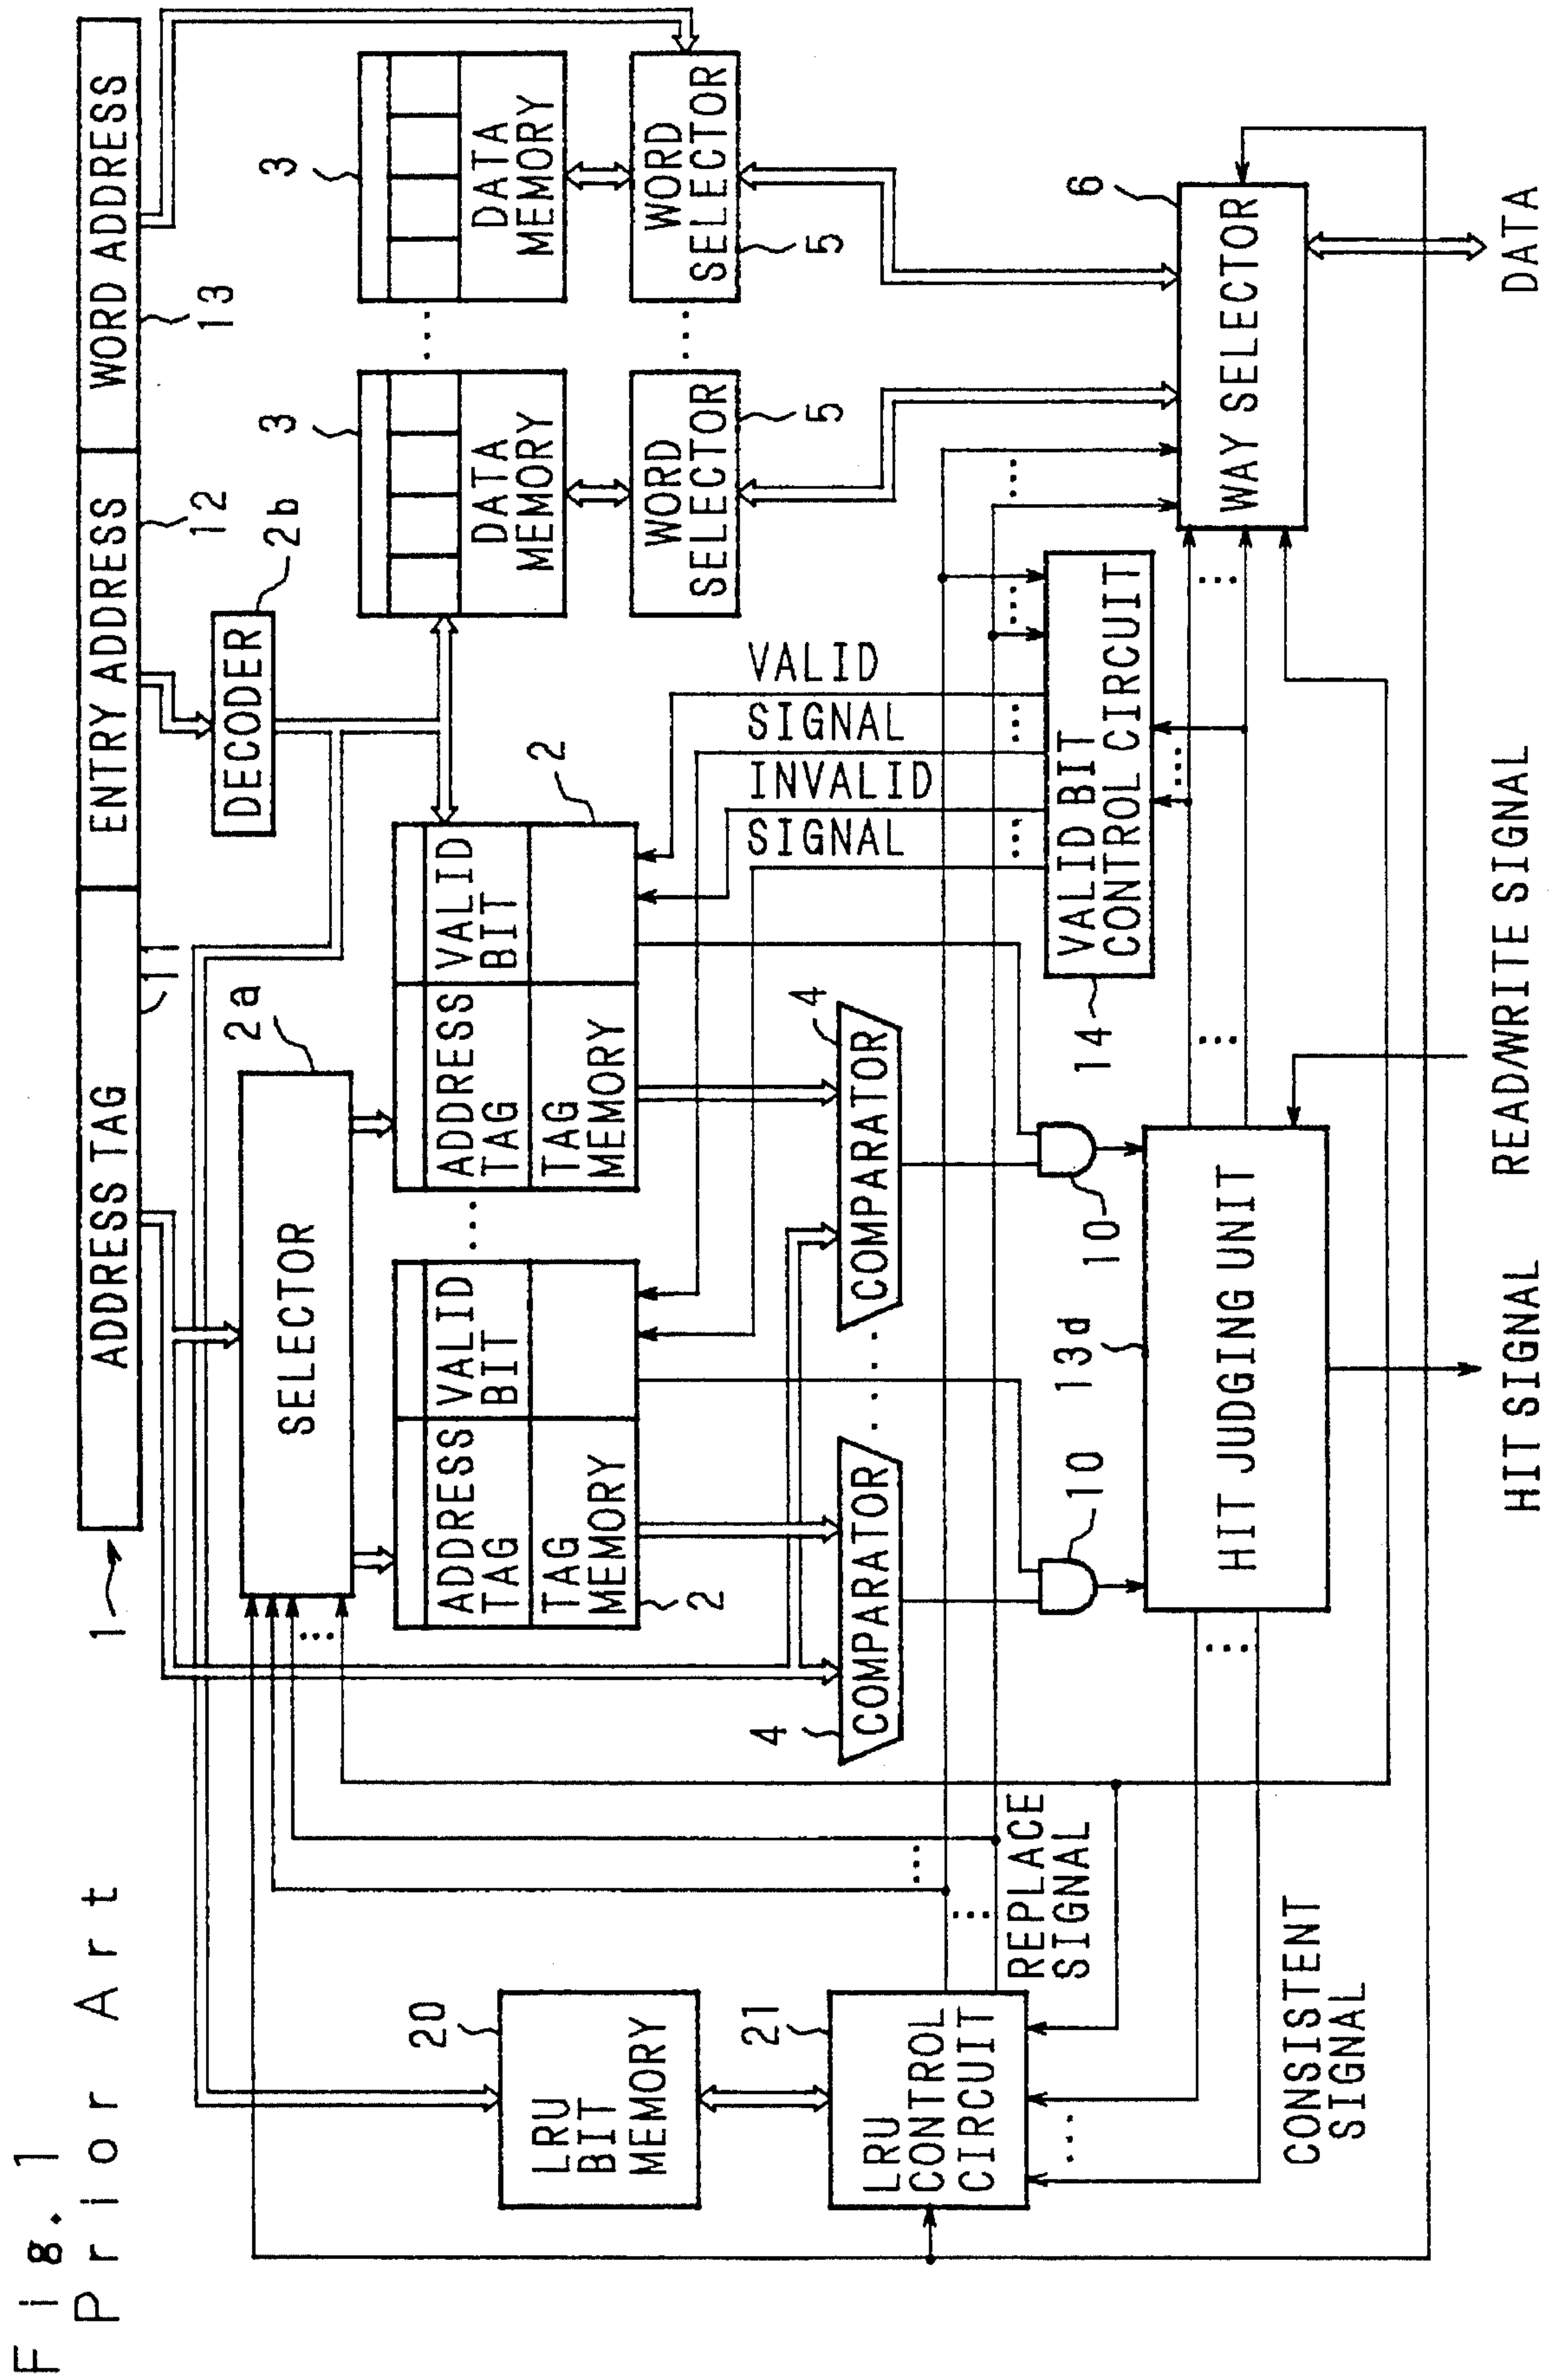 Fig. 1
Prior Art
1
ADDRESS TAG
ENTRY ADDRESS
WORD ADDRESS
11
12
13
2a
SELECTOR
DECODER
2b
3
3
ADDRESS
TAG
VALID
BIT
TAG
MEMORY
2
ADDRESS
TAG
VALID
BIT
TAG
MEMORY
2
DATA
MEMORY
DATA
MEMORY
20
LRU
BIT
MEMORY
WORD
SELECTOR
5
WORD
SELECTOR
5
VALID
SIGNAL
INVALID
SIGNAL
4
COMPARATOR
4
COMPARATOR
21
LRU
CONTROL
CIRCUIT
REPLACE
SIGNAL
10
10
14
VALID BIT
CONTROL CIRCUIT
6
WAY SELECTOR
13d
HIT JUDGING UNIT
CONSISTENT
SIGNAL
HIT SIGNAL
READ/WRITE SIGNAL
DATA